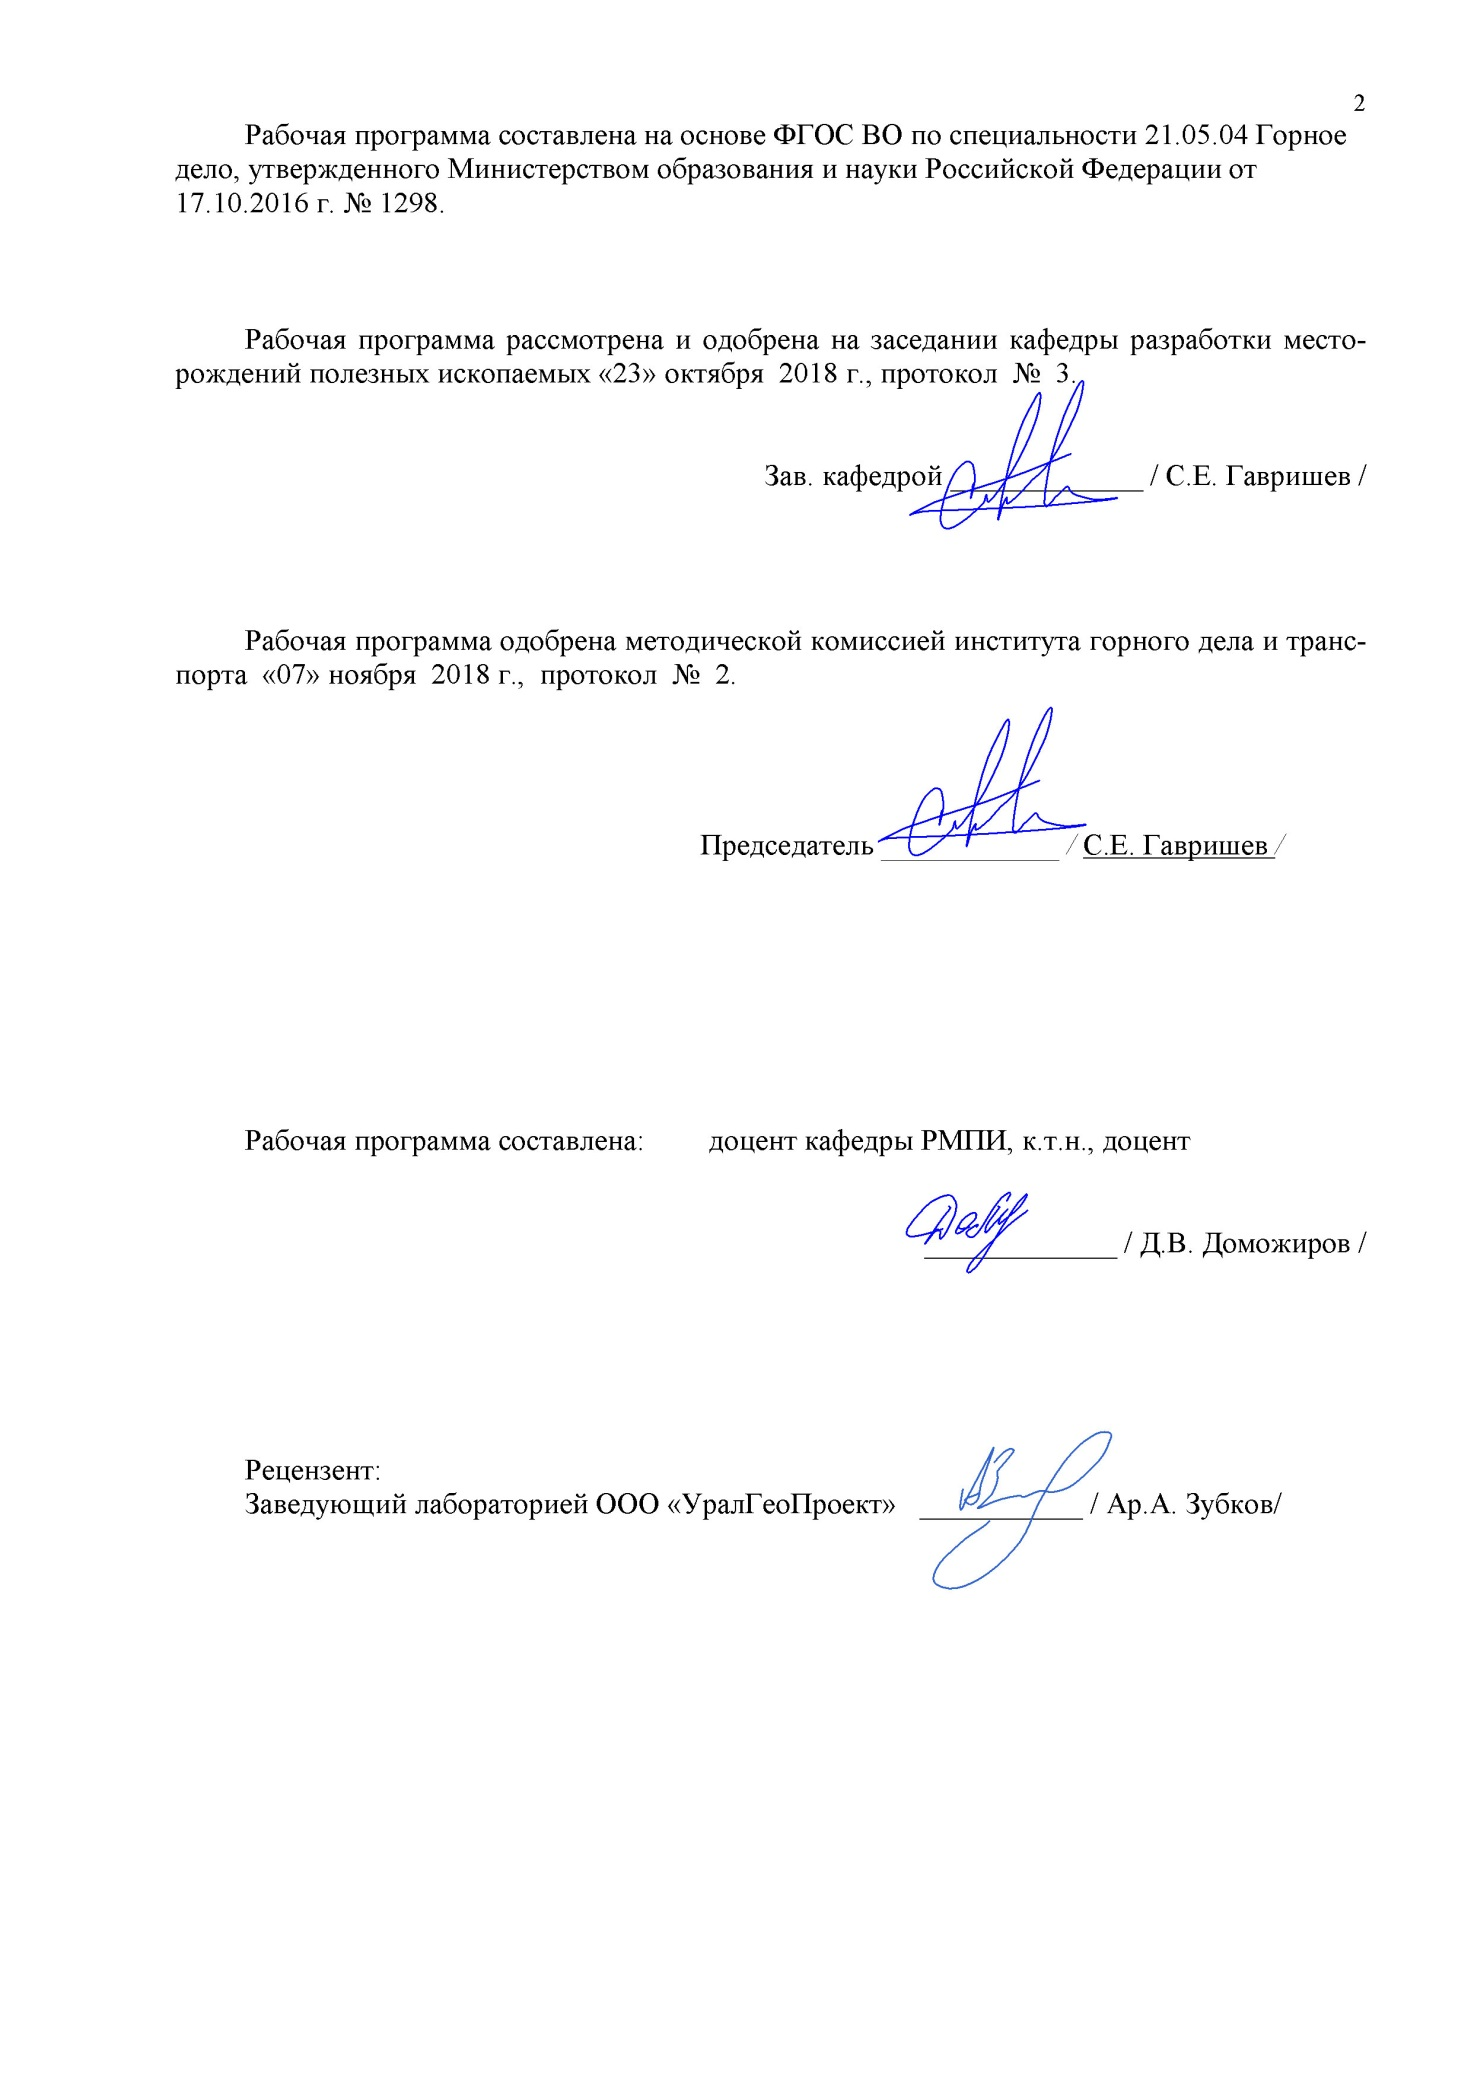 2
Рабочая программа составлена на основе ФГОС ВО по специальности 21.05.04 Горное
дело, утвержденного Министерством образования и науки Российской Федерации от
17.10.2016 г. № 1298.
Рабочая программа рассмотрена и одобрена на заседании кафедры разработки место-
рождений полезных ископаемых «23» октября 2018 г., протокол № 3.
Зав. кафедрой ______________ / С.Е. Гавришев /
Рабочая программа одобрена методической комиссией института горного дела и транс-
порта «07» ноября 2018 г., протокол № 2.
Председатель _____________ / С.Е. Гавришев /
Рабочая программа составлена: доцент кафедры РМПИ, к.т.н., доцент
______________ / Д.В. Доможиров /
Рецензент:
Заведующий лабораторией ООО «УралГеоПроект» ____________ / Ар.А. Зубков/